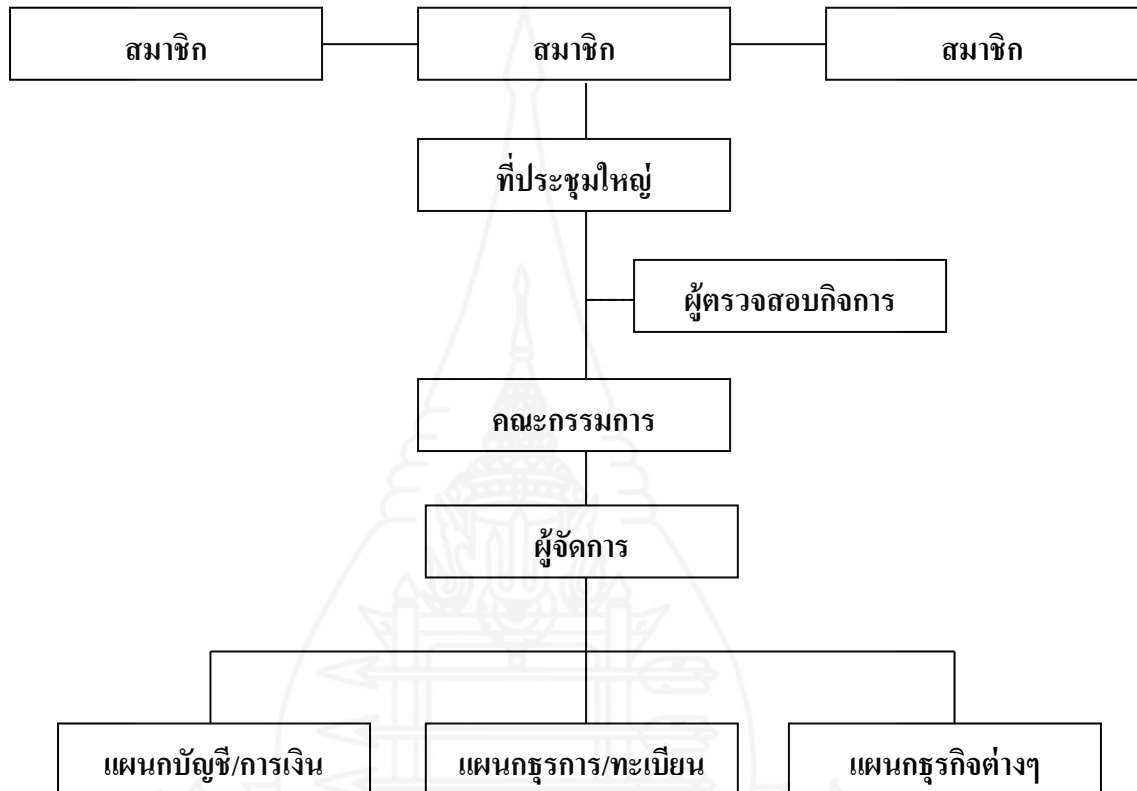 สมาชิก
สมาชิก
สมาชิก
ที่ประชุมใหญ่
ผู้ตรวจสอบกิจการ
คณะกรรมการ
ผู้จัดการ
แผนกบัญชี/การเงิน
แผนกธุรการ/ทะเบียน
แผนกธุรกิจต่างๆ